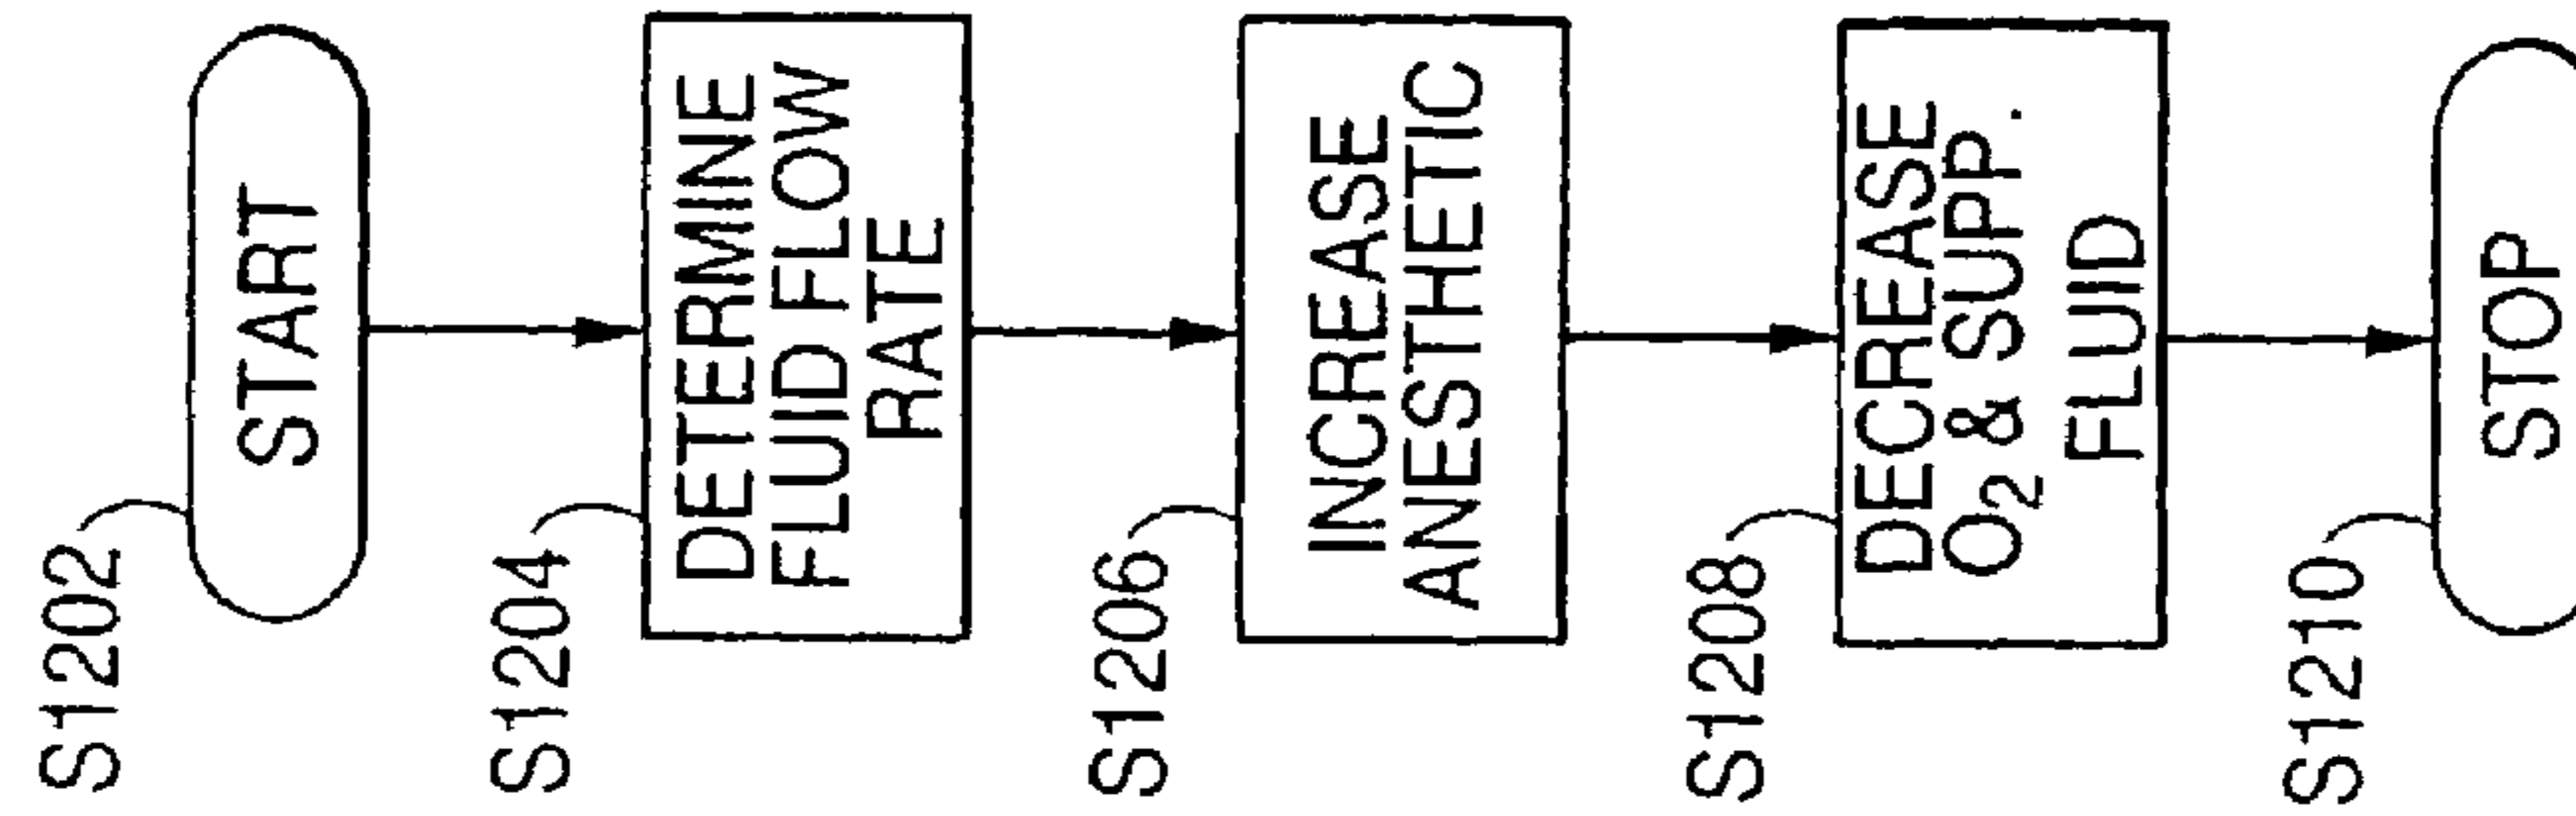 S1202
START
S1204
DETERMINE
FLUID FLOW
RATE
S1206
INCREASE
ANESTHETIC
S1208
DECREASE
O₂ & SUPP.
FLUID
S1210
STOP